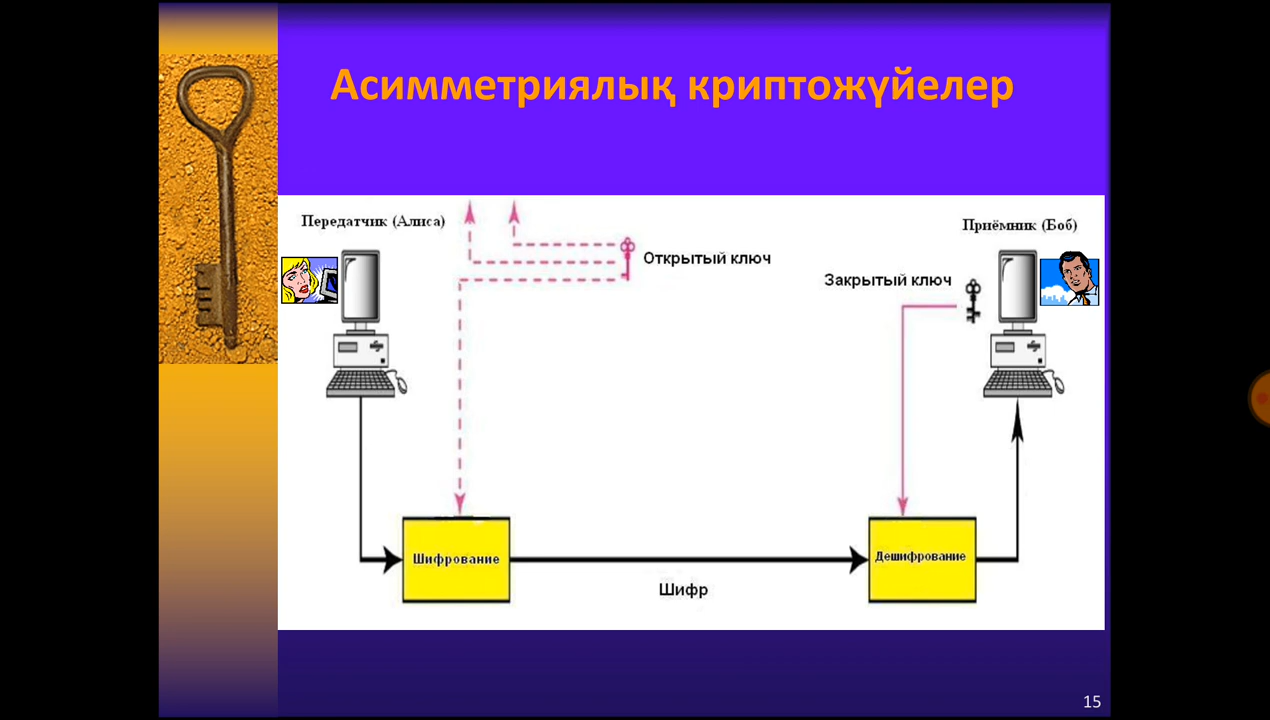 Асимметриялық криптожүйелер
Передатчик (Алиса)
Приёмник (Боб)
Открытый ключ
Закрытый ключ
Шифрование
Дешифрование
Шифр
15